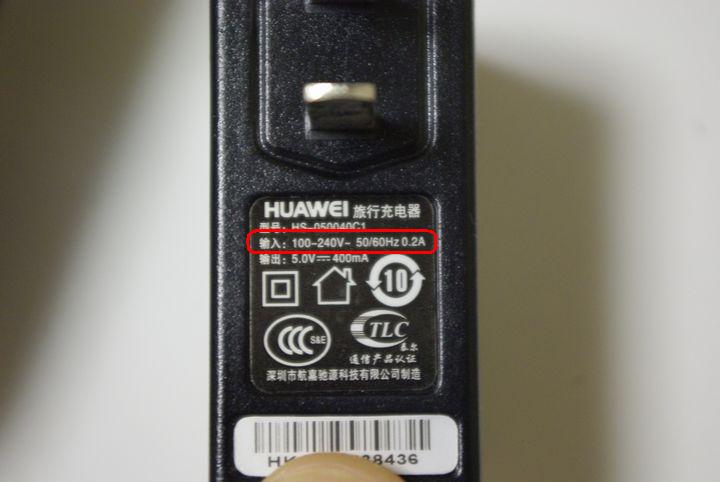 HUAWEI 旅行充电器
型号: HS-050040C1
输入: 100-240V~ 50/60Hz 0.2A
输出: 5.0V⎓400mA
10
CCC S&E
TLC
泰尔
通信产品认证
深圳市航嘉驰源科技有限公司制造